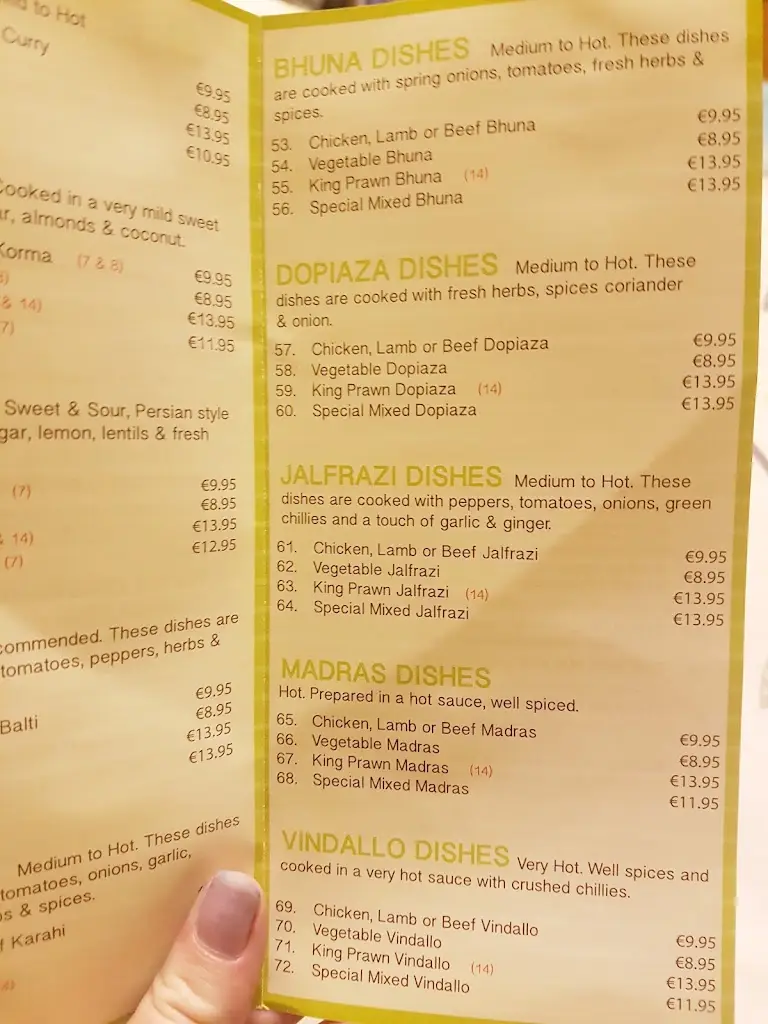 to Hot
Curry
€9.95
€8.95
€13.95
€10.95
Cooked in a very mild sweet
almonds & coconut.
Korma (7 & 8)
€9.95
€8.95
& 14)
€13.95
7)
€11.95
Sweet & Sour, Persian style
lemon, lentils & fresh
(7)
€9.95
€8.95
€13.95
14)
€12.95
(7)
These dishes are
tomatoes, peppers, herbs &
€9.95
€8.95
Balti
€13.95
€13.95
Medium to Hot. These dishes
tomatoes, onions, garlic,
& spices.
Karahi
BHUNA DISHES Medium to Hot. These dishes
are cooked with spring onions, tomatoes, fresh herbs &
spices.
53. Chicken, Lamb or Beef Bhuna €9.95
54. Vegetable Bhuna €8.95
55. King Prawn Bhuna (14) €13.95
56. Special Mixed Bhuna €13.95
DOPIAZA DISHES Medium to Hot. These
dishes are cooked with fresh herbs, spices coriander
& onion.
57. Chicken, Lamb or Beef Dopiaza €9.95
58. Vegetable Dopiaza €8.95
59. King Prawn Dopiaza (14) €13.95
60. Special Mixed Dopiaza €13.95
JALFRAZI DISHES Medium to Hot. These
dishes are cooked with peppers, tomatoes, onions, green
chillies and a touch of garlic & ginger.
61. Chicken, Lamb or Beef Jalfrazi €9.95
62. Vegetable Jalfrazi €8.95
63. King Prawn Jalfrazi (14) €13.95
64. Special Mixed Jalfrazi €13.95
MADRAS DISHES
Hot. Prepared in a hot sauce, well spiced.
65. Chicken, Lamb or Beef Madras €9.95
66. Vegetable Madras €8.95
67. King Prawn Madras (14) €13.95
68. Special Mixed Madras €11.95
VINDALLO DISHES Very Hot. Well spices and
cooked in a very hot sauce with crushed chillies.
69. Chicken, Lamb or Beef Vindallo €9.95
70. Vegetable Vindallo €8.95
71. King Prawn Vindallo (14) €13.95
72. Special Mixed Vindallo €11.95